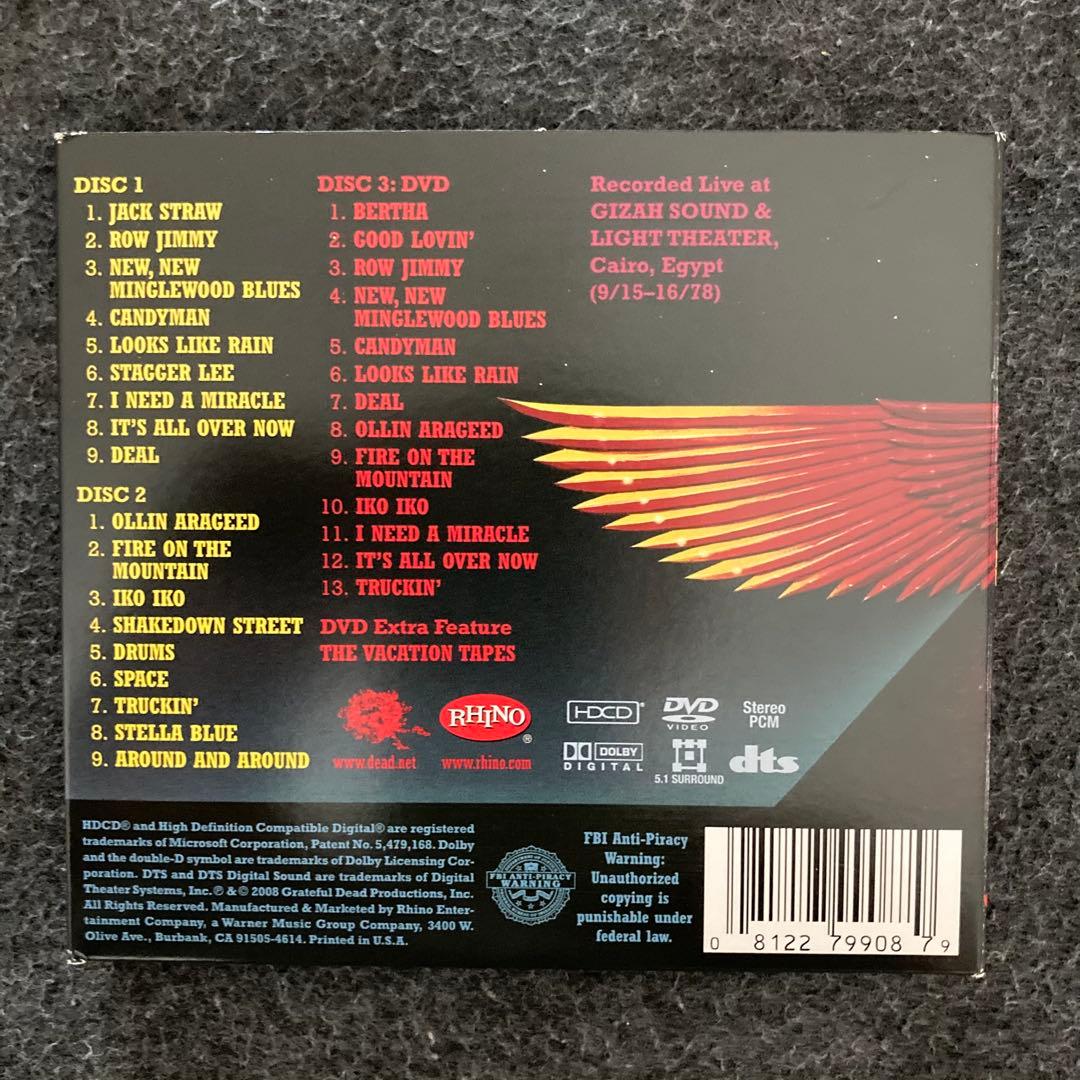 DISC 1
1. JACK STRAW
2. ROW JIMMY
3. NEW, NEW
MINGLEWOOD BLUES
4. CANDYMAN
5. LOOKS LIKE RAIN
6. STAGGER LEE
7. I NEED A MIRACLE
8. IT'S ALL OVER NOW
9. DEAL
DISC 2
1. OLLIN ARAGEED
2. FIRE ON THE
MOUNTAIN
3. IKO IKO
4. SHAKEDOWN STREET
5. DRUMS
6. SPACE
7. TRUCKIN'
8. STELLA BLUE
9. AROUND AND AROUND
DISC 3: DVD
1. BERTHA
2. GOOD LOVIN'
3. ROW JIMMY
4. NEW, NEW
MINGLEWOOD BLUES
5. CANDYMAN
6. LOOKS LIKE RAIN
7. DEAL
8. OLLIN ARAGEED
9. FIRE ON THE
MOUNTAIN
10. IKO IKO
11. I NEED A MIRACLE
12. IT'S ALL OVER NOW
13. TRUCKIN'
DVD Extra Feature
THE VACATION TAPES
Recorded Live at
GIZAH SOUND &
LIGHT THEATER,
Cairo, Egypt
(9/15–16/78)
www.dead.net
RHINO®
www.rhino.com
HDCD®
DVD
VIDEO
Stereo
PCM
DOLBY
DIGITAL
5.1 SURROUND
dts
HDCD® and High Definition Compatible Digital® are registered
trademarks of Microsoft Corporation, Patent No. 5,479,168. Dolby
and the double-D symbol are trademarks of Dolby Licensing Cor-
poration. DTS and DTS Digital Sound are trademarks of Digital
Theater Systems, Inc. ℗ & © 2008 Grateful Dead Productions, Inc.
All Rights Reserved. Manufactured & Marketed by Rhino Enter-
tainment Company, a Warner Music Group Company, 3400 W.
Olive Ave., Burbank, CA 91505-4614. Printed in U.S.A.
FBI ANTI-PIRACY
WARNING
FBI Anti-Piracy
Warning:
Unauthorized
copying is
punishable under
federal law.
0 8122 79908 7 9